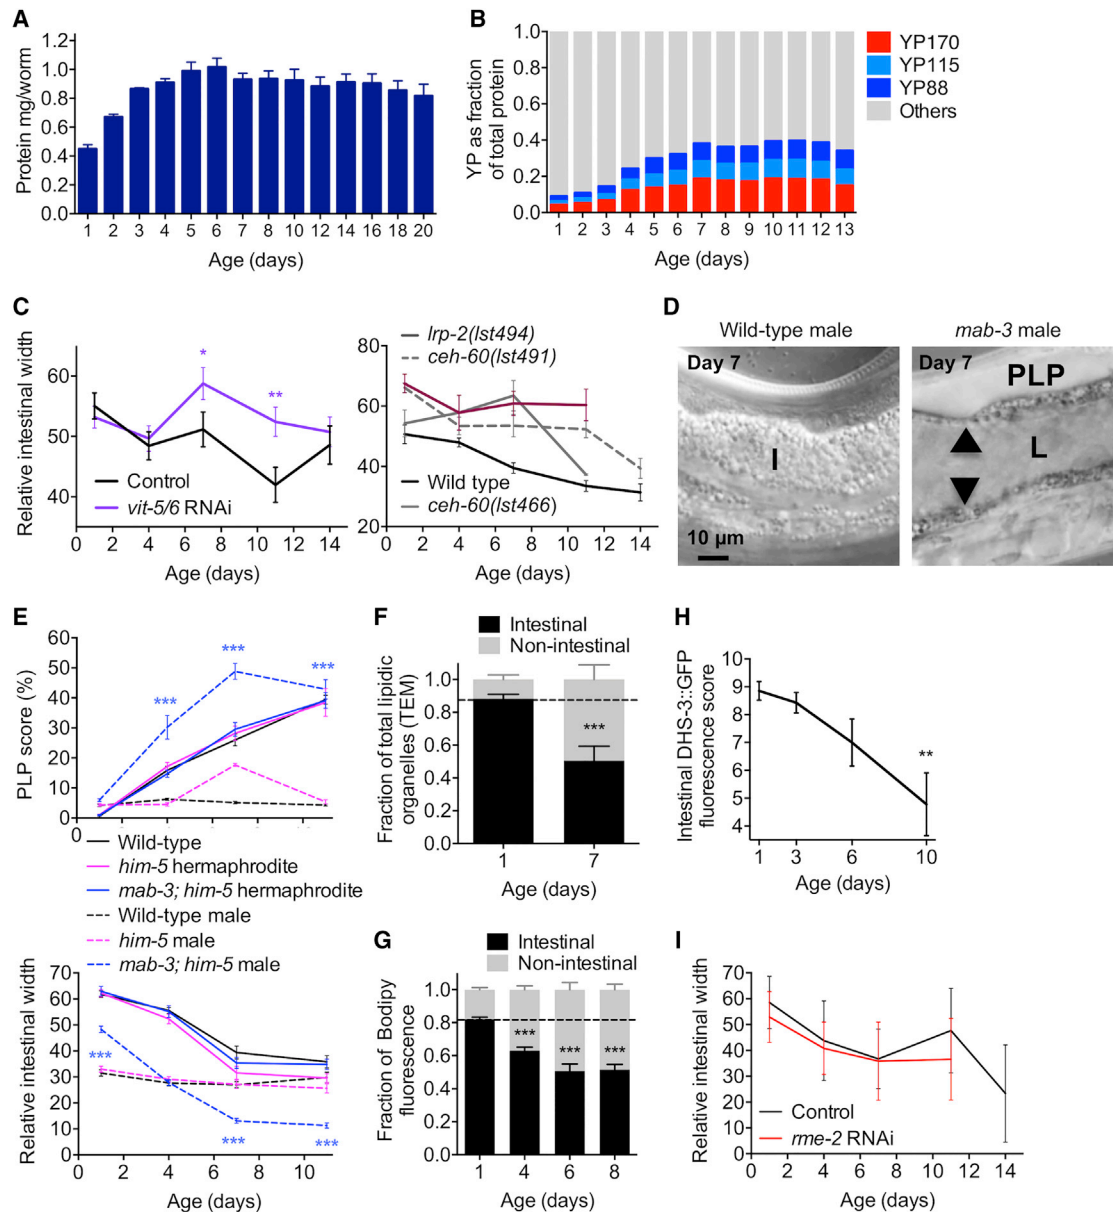 A
Protein mg/worm
1.2
1.0
0.8
0.6
0.4
0.2
0.0
1 2 3 4 5 6 7 8 10 12 14 16 18 20
Age (days)
B
YP as fraction
of total protein
1.0
0.8
0.6
0.4
0.2
0.0
1 2 3 4 5 6 7 8 9 10 11 12 13
Age (days)
YP170
YP115
YP88
Others
C
Relative intestinal width
60
50
40
* **
Control
vit-5/6 RNAi
0 2 4 6 8 10 12 14
Age (days)
80
60
40
20
lrp-2(lst494)
ceh-60(lst491)
Wild type
ceh-60(lst466)
0 2 4 6 8 10 12 14
Age (days)
D
Wild-type male
mab-3 male
Day 7
I
10 µm
Day 7
PLP
L
E
PLP score (%)
60
50
40
30
20
10
0
*** *** ***
0 2 4 6 8 10
Wild-type
him-5 hermaphrodite
mab-3; him-5 hermaphrodite
Wild-type male
him-5 male
mab-3; him-5 male
Relative intestinal width
70
60
50
40
30
20
10
0
*** *** ***
0 2 4 6 8 10
Age (days)
F
Intestinal
Non-intestinal
Fraction of total lipidic
organelles (TEM)
1.0
0.8
0.6
0.4
0.2
0.0
***
1 7
Age (days)
G
Intestinal
Non-intestinal
Fraction of Bodipy
fluorescence
1.0
0.8
0.6
0.4
0.2
0.0
*** *** ***
1 4 6 8
Age (days)
H
Intestinal DHS-3::GFP
fluorescence score
9
8
7
6
5
4
**
1 3 6 10
Age (days)
I
Relative intestinal width
70
60
50
40
30
20
10
0
Control
rme-2 RNAi
0 2 4 6 8 10 12 14
Age (days)